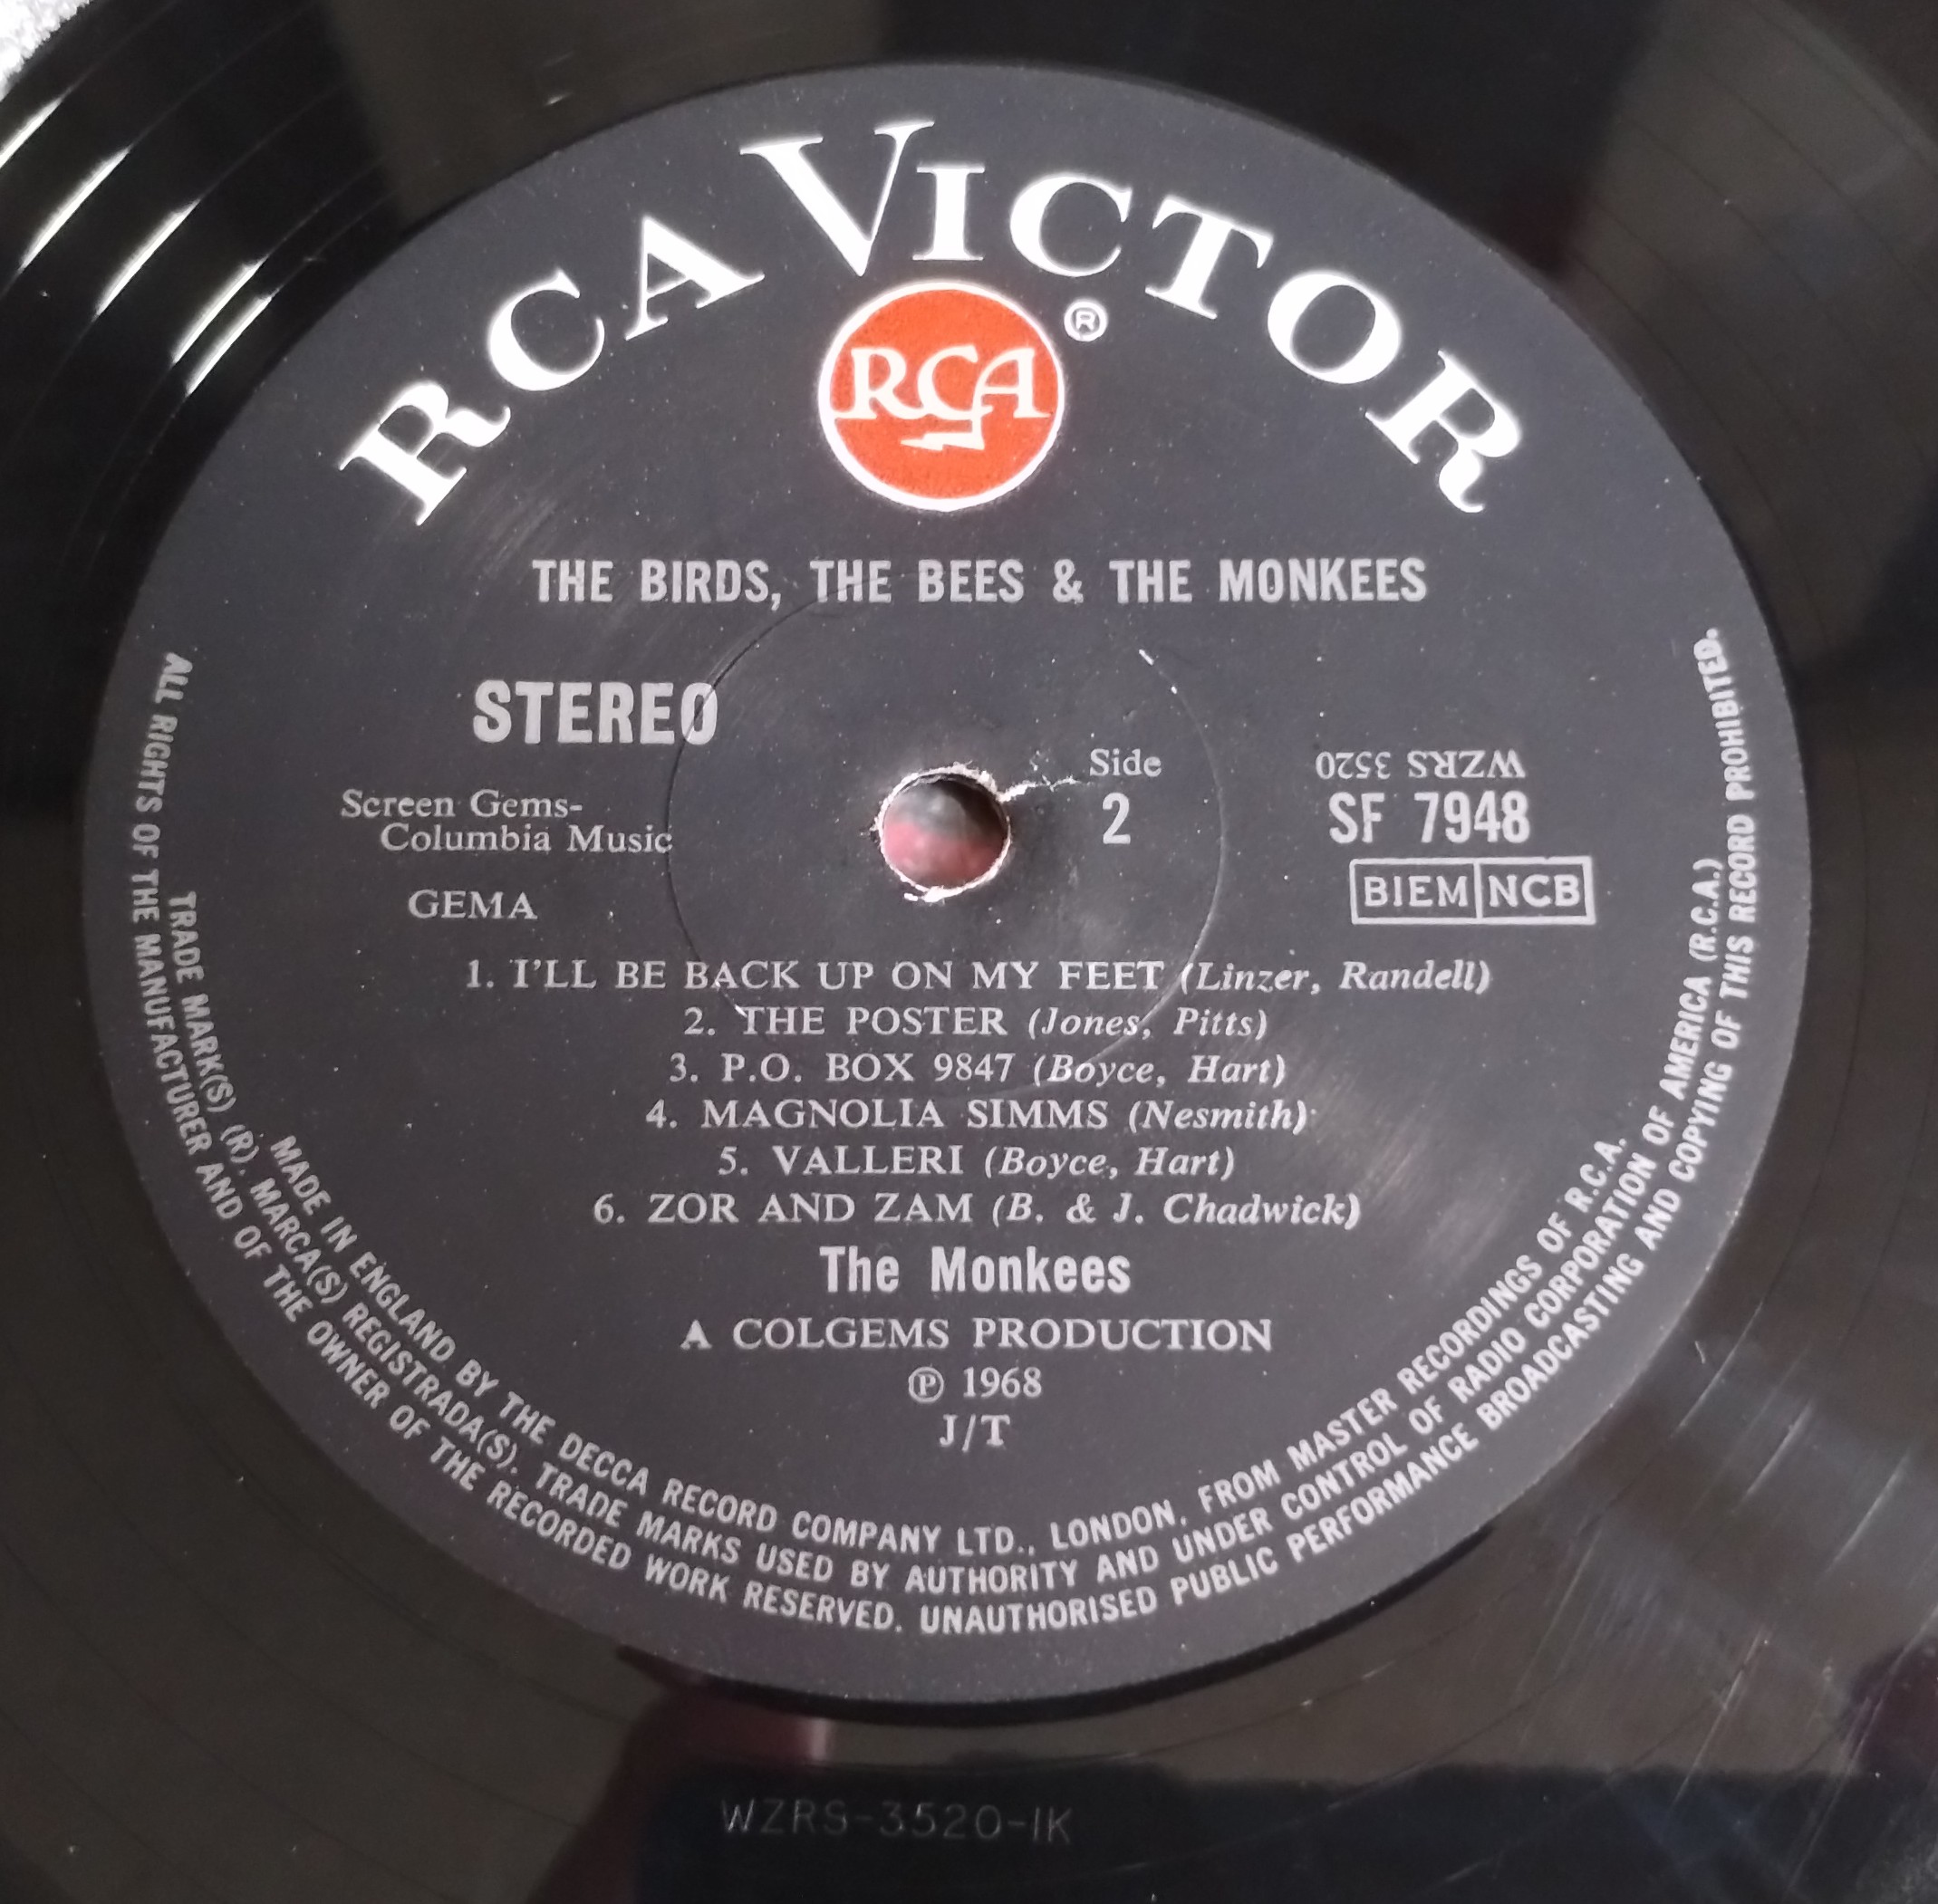 RCA VICTOR
RCA ®
THE BIRDS, THE BEES & THE MONKEES
STEREO
Side
2
WZRS 3520
SF 7948
BIEM NCB
Screen Gems-
Columbia Music
GEMA
1. I'LL BE BACK UP ON MY FEET (Linzer, Randell)
2. THE POSTER (Jones, Pitts)
3. P.O. BOX 9847 (Boyce, Hart)
4. MAGNOLIA SIMMS (Nesmith)
5. VALLERI (Boyce, Hart)
6. ZOR AND ZAM (B. & J. Chadwick)
The Monkees
A COLGEMS PRODUCTION
℗ 1968
J/T
MADE IN ENGLAND BY THE DECCA RECORD COMPANY LTD., LONDON, FROM MASTER RECORDINGS OF R.C.A.
TRADE MARK(S) (R). MARCA(S) REGISTRADA(S). TRADE MARKS USED BY AUTHORITY AND UNDER CONTROL OF RADIO CORPORATION OF AMERICA (R.C.A.)
ALL RIGHTS OF THE MANUFACTURER AND OF THE OWNER OF THE RECORDED WORK RESERVED. UNAUTHORISED PUBLIC PERFORMANCE BROADCASTING AND COPYING OF THIS RECORD PROHIBITED.
WZRS-3520-1K